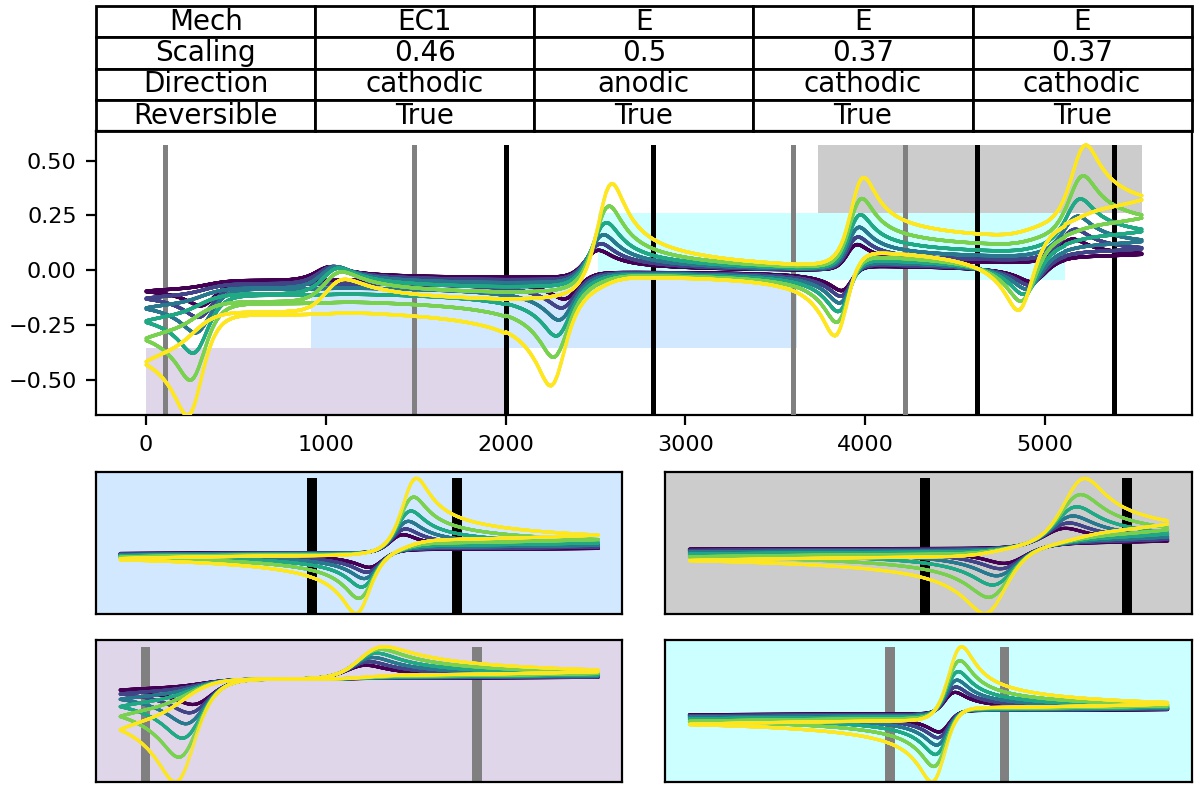 Mech EC1 E E E
Scaling 0.46 0.5 0.37 0.37
Direction cathodic anodic cathodic cathodic
Reversible True True True True
0.50
0.25
0.00
−0.25
−0.50
0 1000 2000 3000 4000 5000